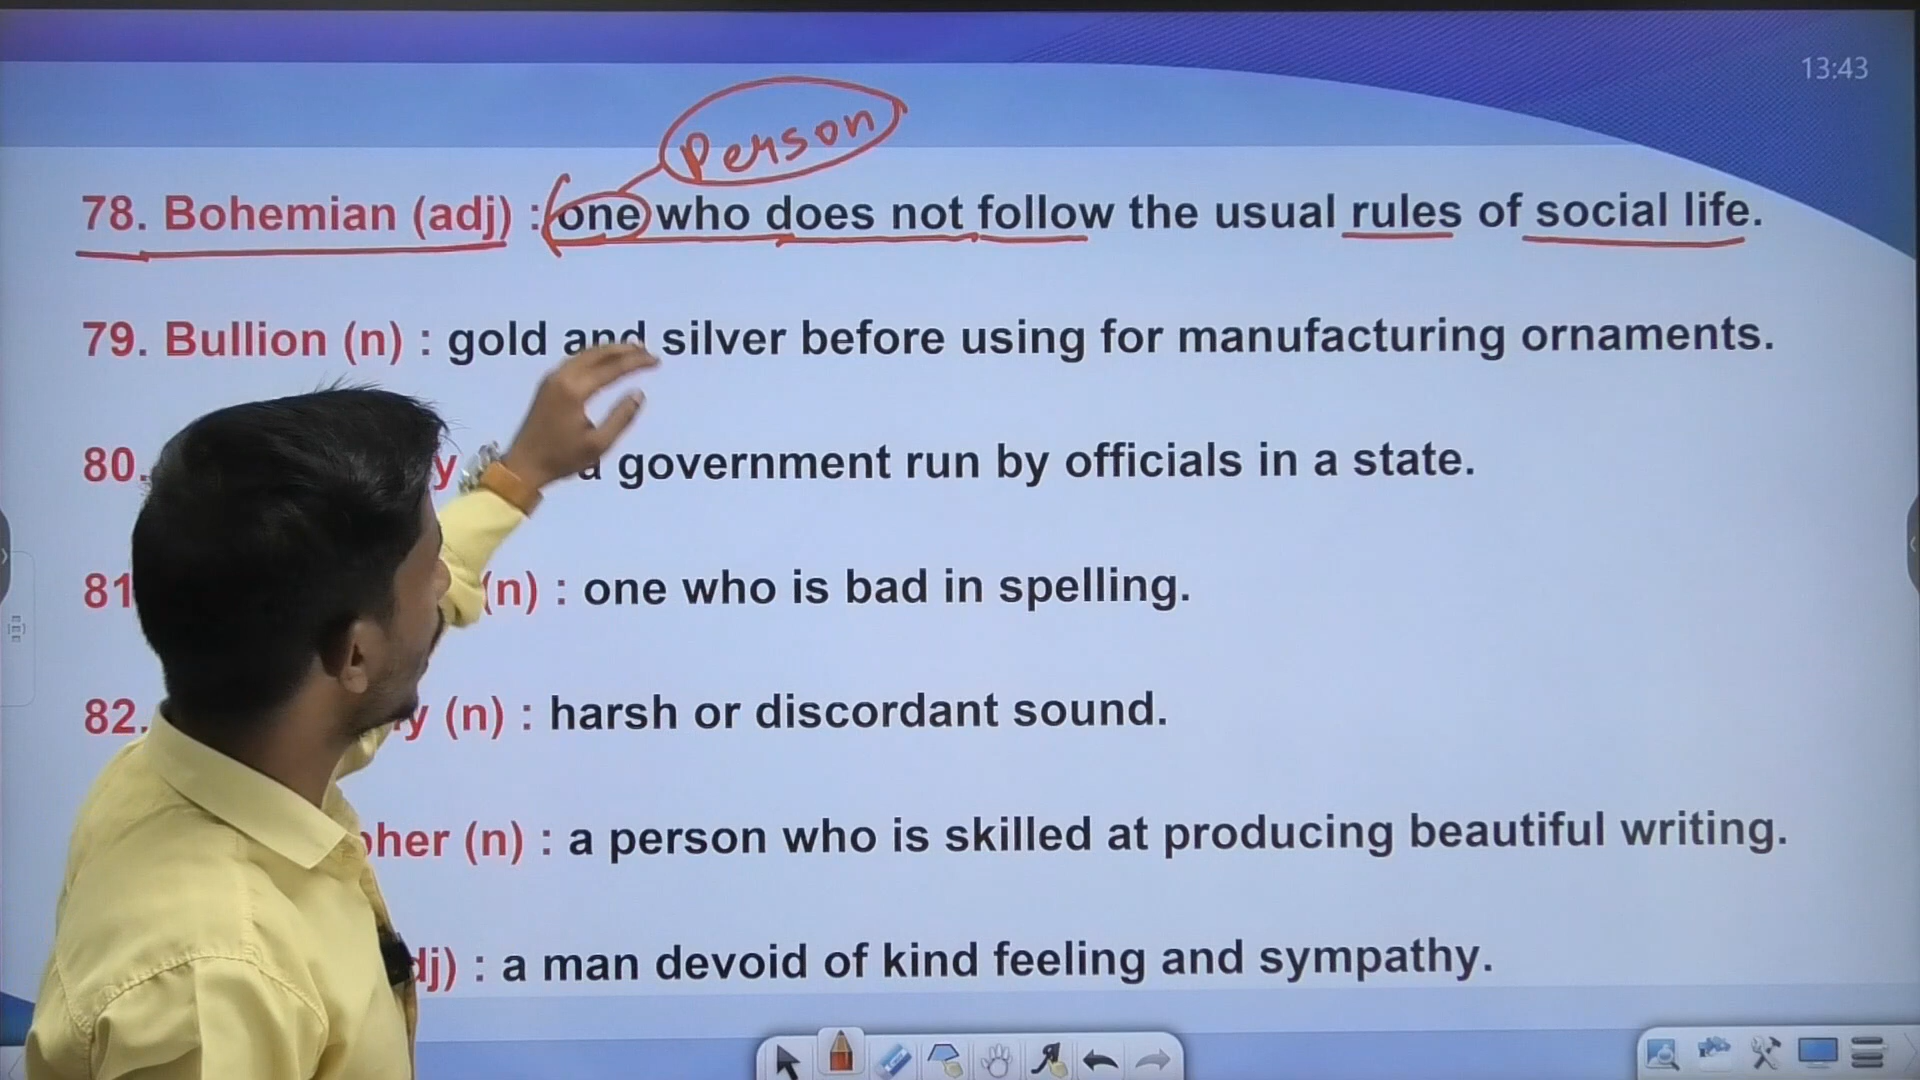 13:43
Person
78. Bohemian (adj) : one who does not follow the usual rules of social life.
79. Bullion (n) : gold and silver before using for manufacturing ornaments.
80. a government run by officials in a state.
81 (n) : one who is bad in spelling.
82. (n) : harsh or discordant sound.
(n) : a person who is skilled at producing beautiful writing.
: a man devoid of kind feeling and sympathy.